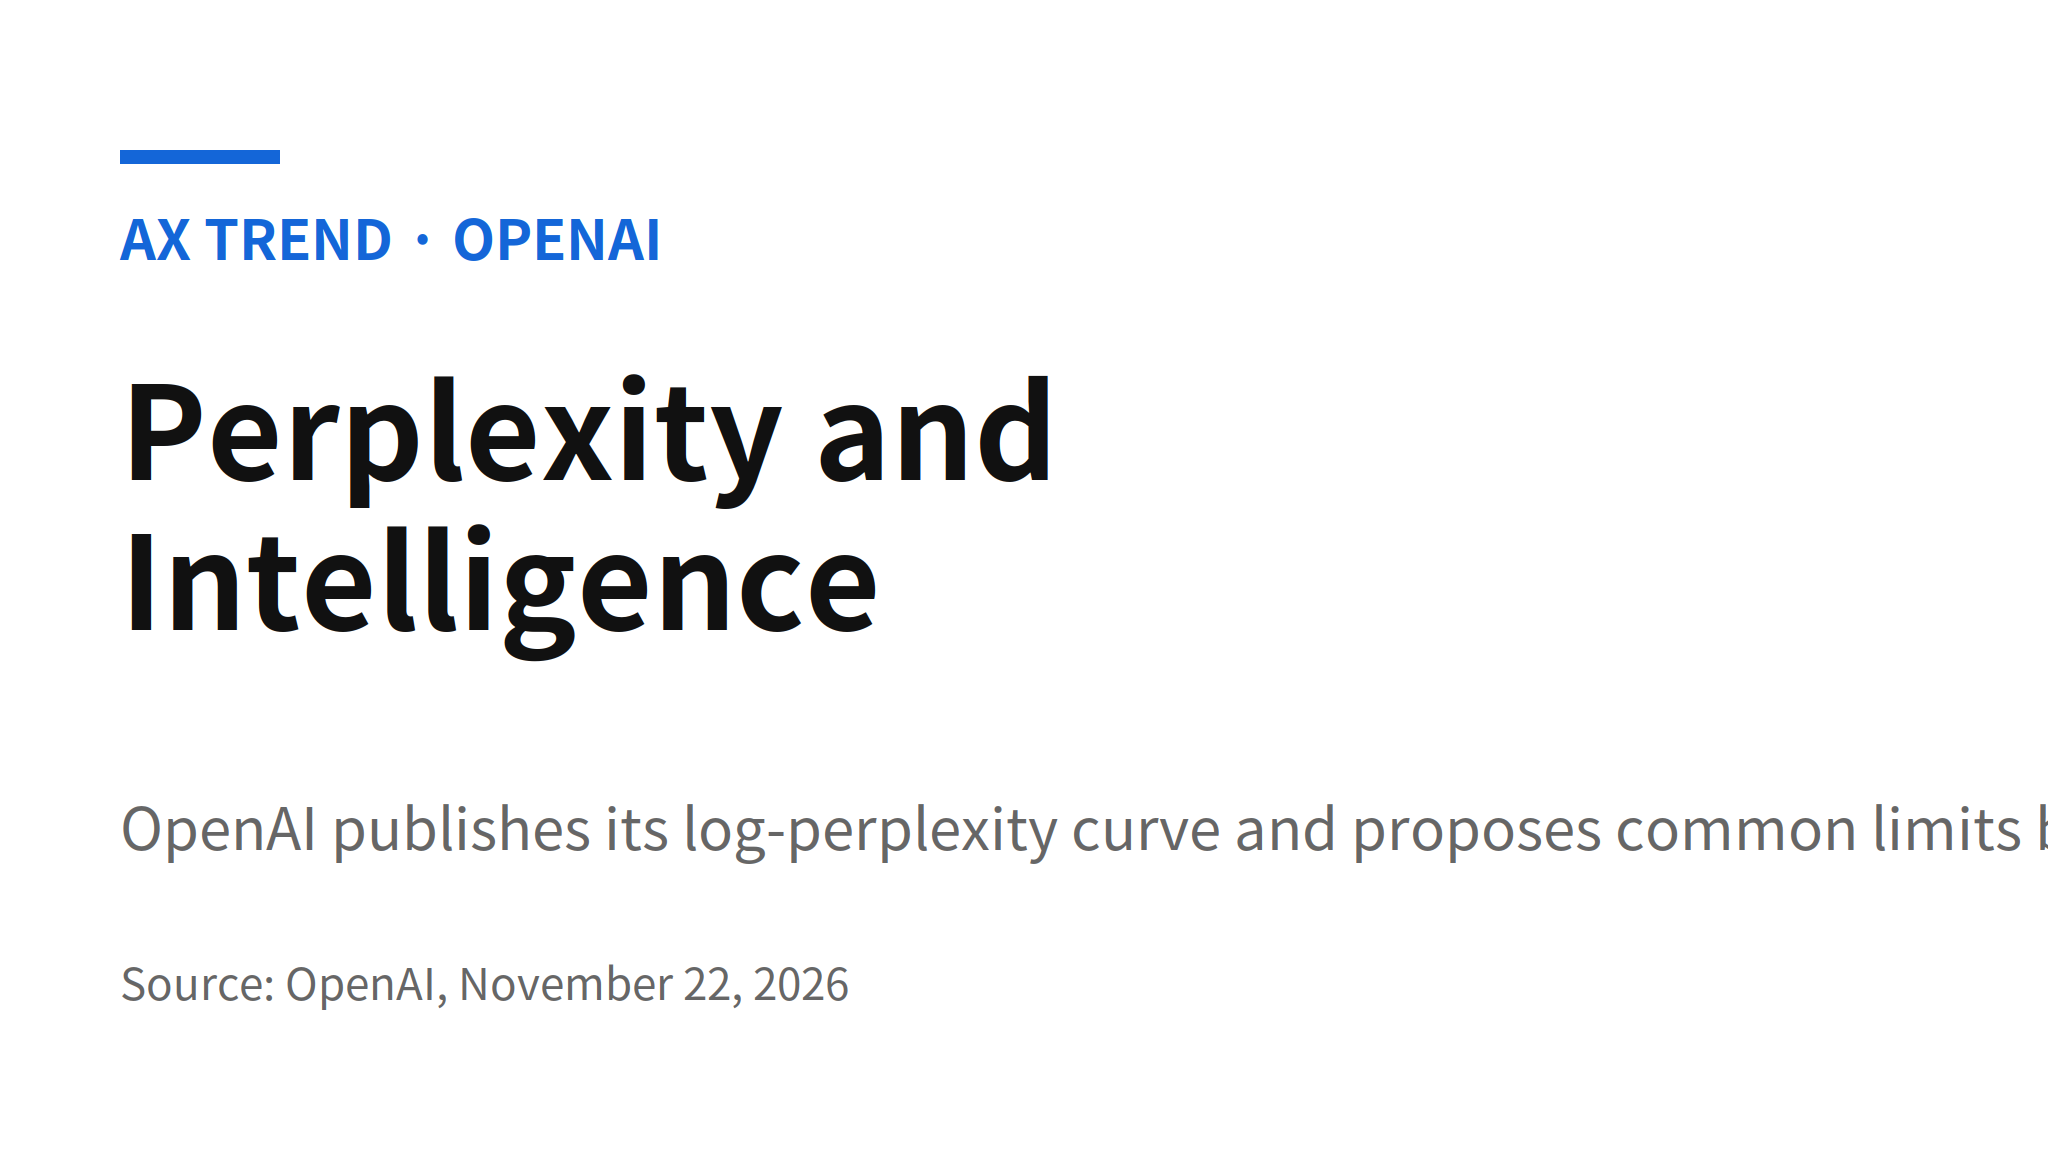 AX TREND · OPENAI
Perplexity and
Intelligence
OpenAI publishes its log-perplexity curve and proposes common limits
Source: OpenAI, November 22, 2026